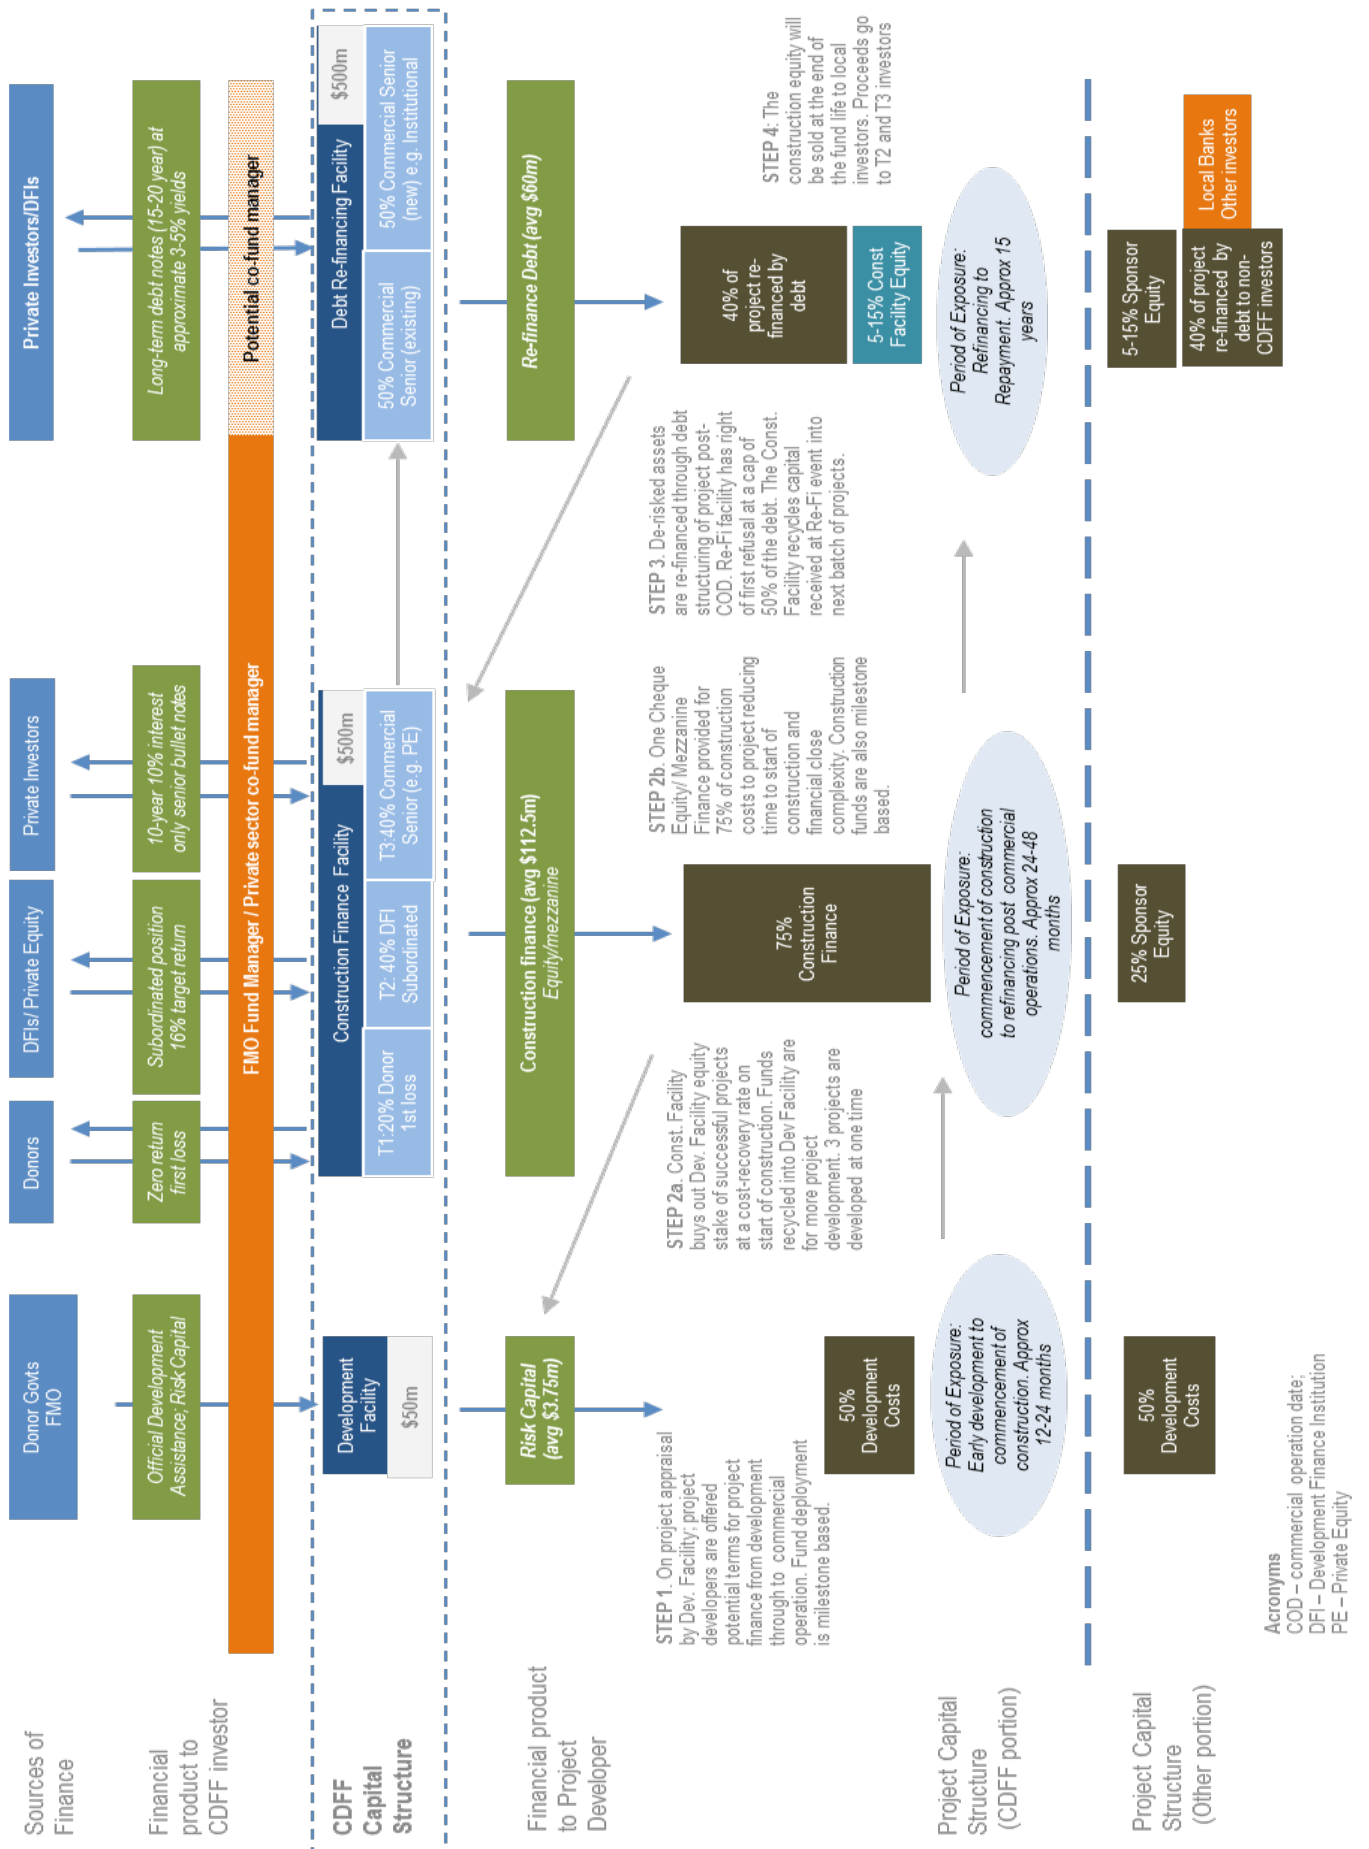 Sources of
Finance
Donor Govts
FMO
Donors
DFIs/ Private Equity
Private Investors
Private Investors/DFIs
Financial
product to
CDFF investor
Official Development
Assistance; Risk Capital
Zero return
first loss
Subordinated position
16% target return
10-year 10% interest
only senior bullet notes
Long-term debt notes (15-20 year) at
approximate 3-5% yields
FMO Fund Manager / Private sector co-fund manager
Potential co-fund manager
CDFF
Capital
Structure
Development
Facility
$50m
Construction Finance Facility
$500m
T1:20% Donor
1st loss
T2: 40% DFI
Subordinated
T3:40% Commercial
Senior (e.g. PE)
Debt Re-financing Facility
$500m
50% Commercial
Senior (existing)
50% Commercial Senior
(new) e.g. Institutional
Financial product
to Project
Developer
Risk Capital
(avg $3.75m)
Construction finance (avg $112.5m)
Equity/mezzanine
Re-finance Debt (avg $60m)
STEP 1. On project appraisal
by Dev. Facility; project
developers are offered
potential terms for project
finance from development
through to commercial
operation. Fund deployment
is milestone based.
STEP 2a. Const. Facility
buys out Dev. Facility equity
stake of successful projects
at a cost-recovery rate on
start of construction. Funds
recycled into Dev Facility are
for more project
development. 3 projects are
developed at one time
STEP 2b. One Cheque
Equity/ Mezzanine
Finance provided for
75% of construction
costs to project reducing
time to start of
construction and
financial close
complexity. Construction
funds are also milestone
based.
STEP 3. De-risked assets
are re-financed through debt
structuring of project post-
COD. Re-Fi facility has right
of first refusal at a cap of
50% of the debt. The Const.
Facility recycles capital
received at Re-Fi event into
next batch of projects.
STEP 4: The
construction equity will
be sold at the end of
the fund life to local
investors. Proceeds go
to T2 and T3 investors
Project Capital
Structure
(CDFF portion)
50%
Development
Costs
75%
Construction
Finance
40% of
project re-
financed by
debt
5-15% Const
Facility Equity
Period of Exposure:
Early development to
commencement of
construction. Approx
12-24 months
Period of Exposure:
commencement of construction
to refinancing post commercial
operations. Approx 24-48
months
Period of Exposure:
Refinancing to
Repayment. Approx 15
years
Project Capital
Structure
(Other portion)
50%
Development
Costs
25% Sponsor
Equity
5-15% Sponsor
Equity
40% of project
re-financed by
debt to non-
CDFF investors
Local Banks
Other investors
Acronyms
COD – commercial operation date;
DFI – Development Finance Institution
PE – Private Equity